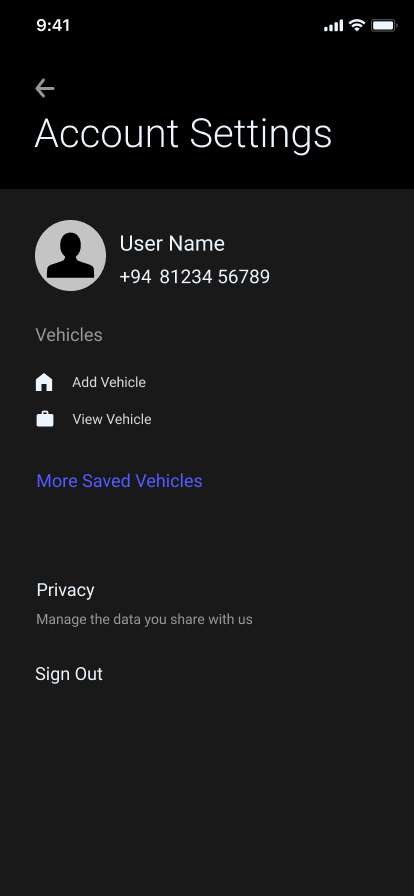 9:41
Account Settings
User Name
+94 81234 56789
Vehicles
Add Vehicle
View Vehicle
More Saved Vehicles
Privacy
Manage the data you share with us
Sign Out